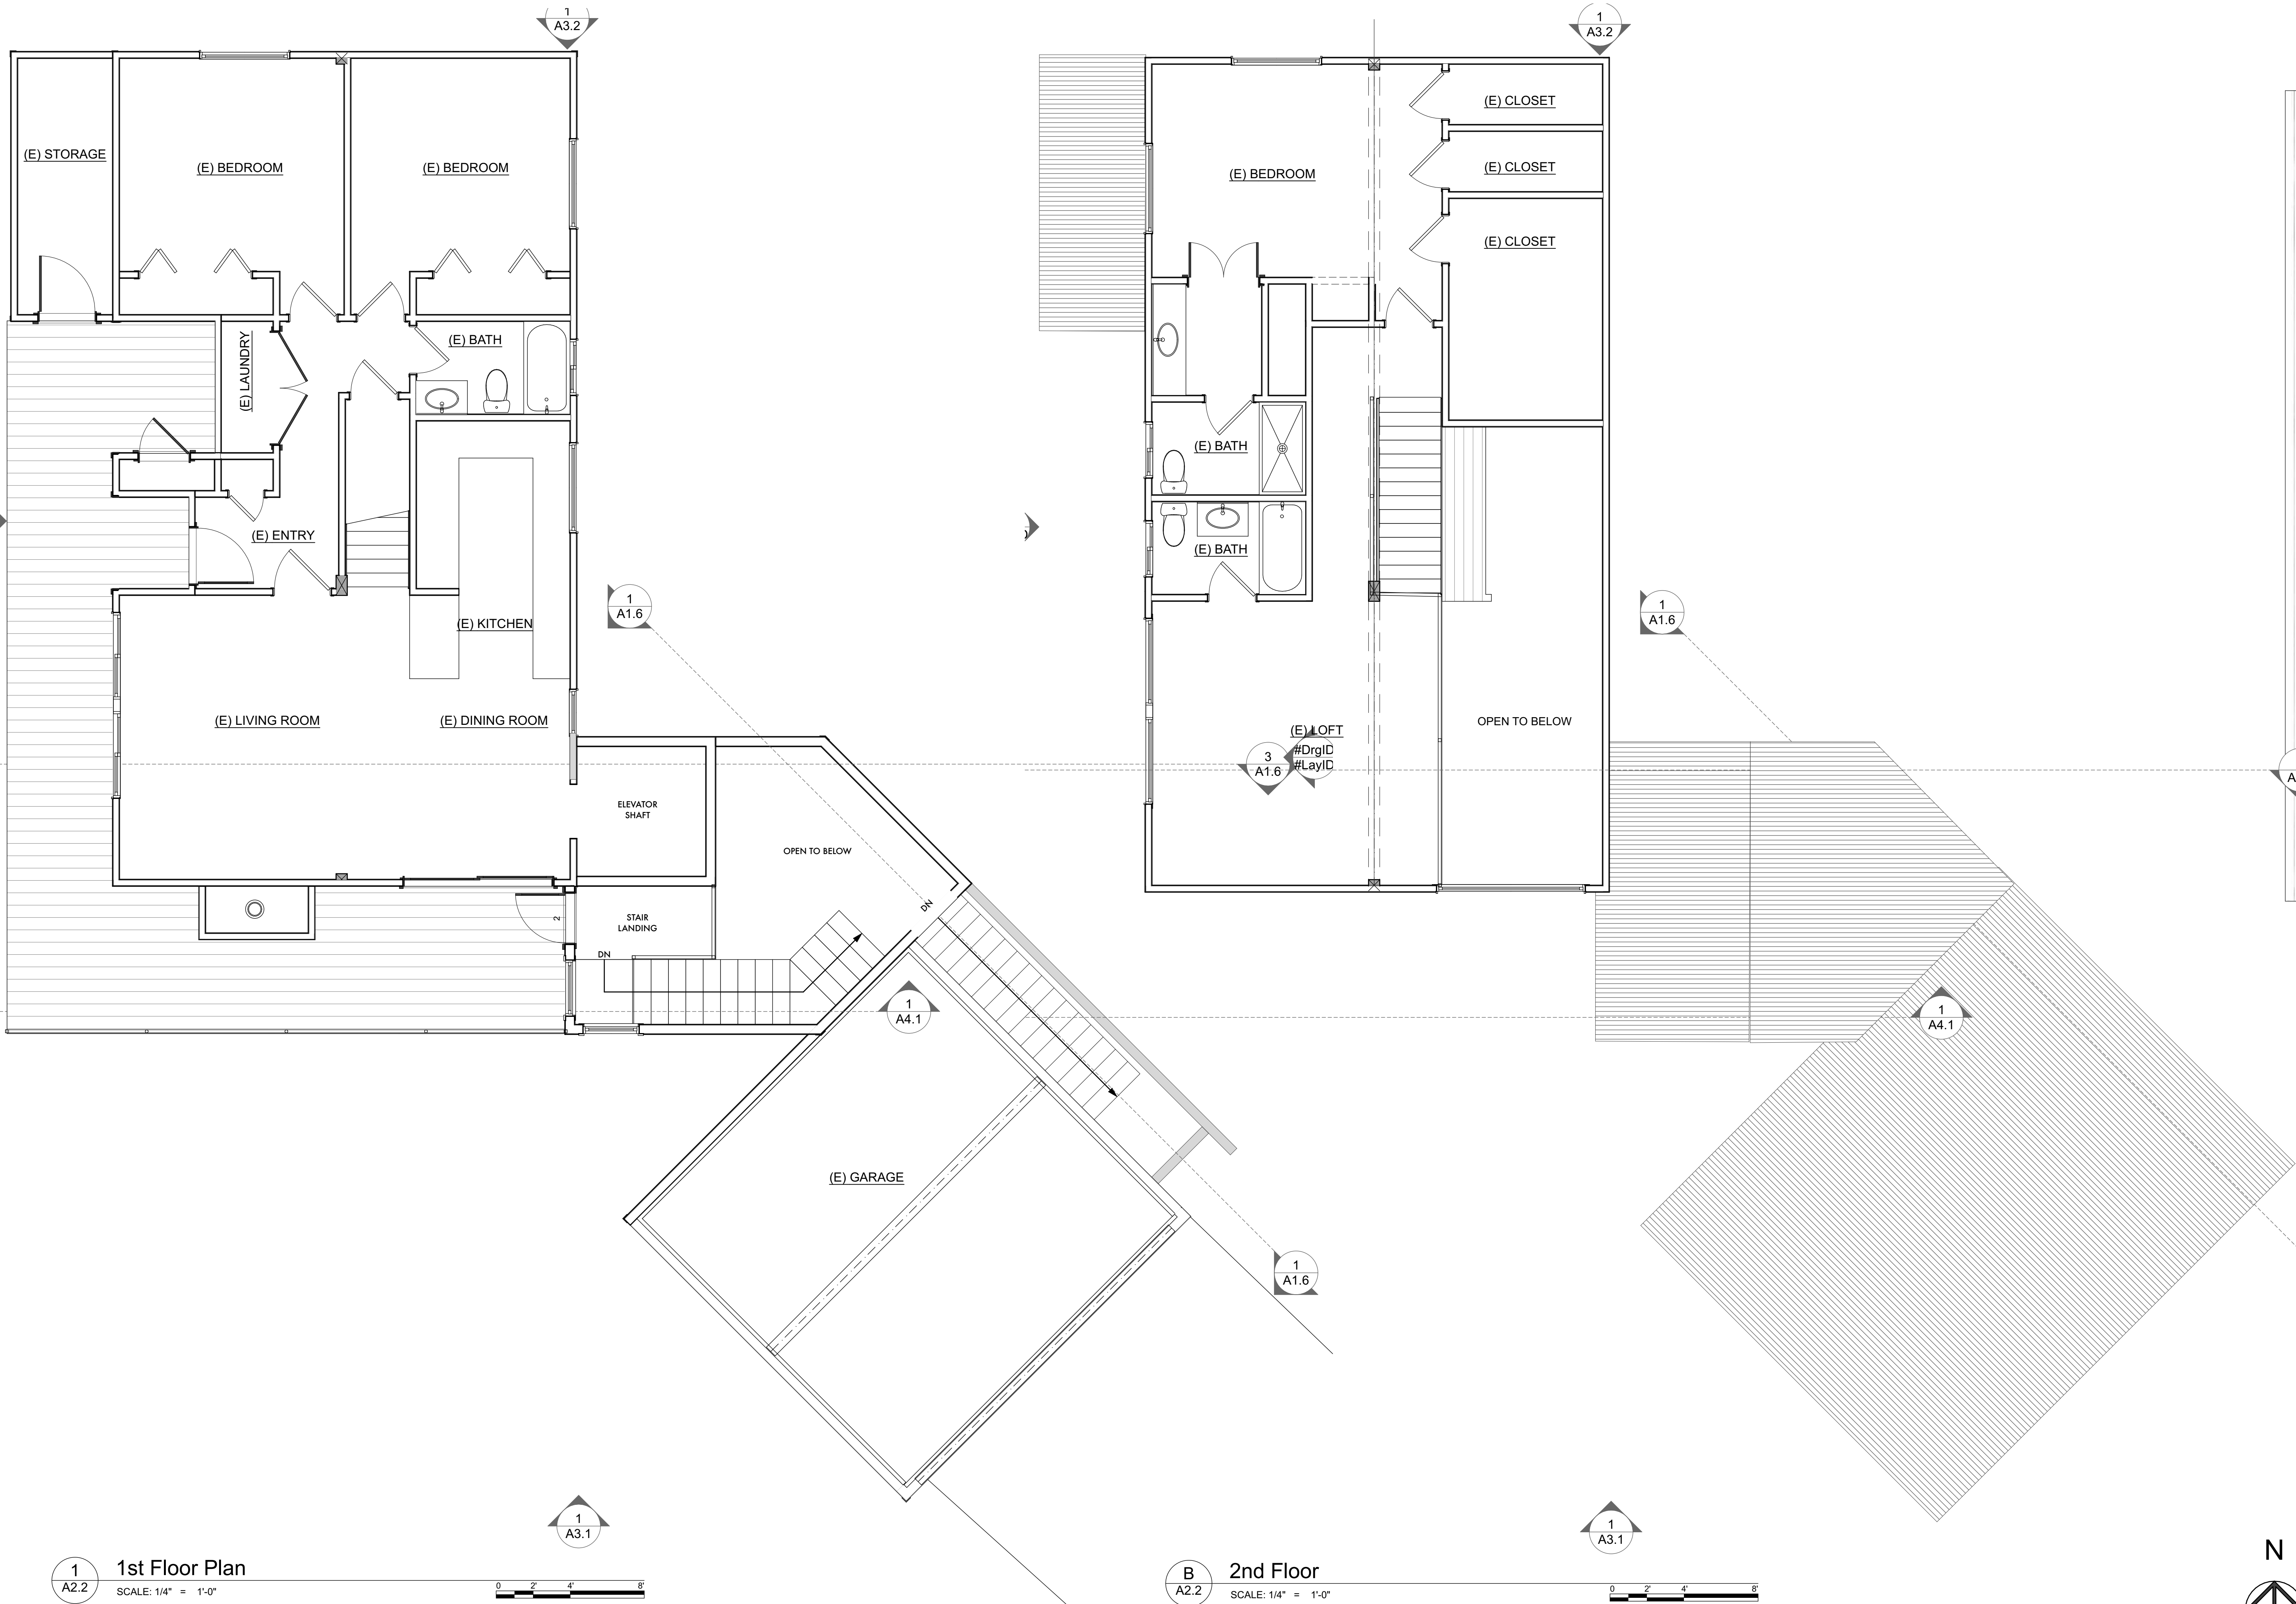 1
A3.2
(E) STORAGE
(E) BEDROOM
(E) BEDROOM
(E) LAUNDRY
(E) BATH
(E) ENTRY
(E) KITCHEN
1
A1.6
(E) LIVING ROOM
(E) DINING ROOM
ELEVATOR
SHAFT
OPEN TO BELOW
STAIR
LANDING
2
DN
DN
1
A4.1
(E) GARAGE
1
A1.6
1
A3.1
1
A2.2
1st Floor Plan
SCALE: 1/4" = 1'-0"
0 2' 4' 8'
1
A3.2
(E) CLOSET
(E) CLOSET
(E) BEDROOM
(E) CLOSET
(E) BATH
(E) BATH
1
A1.6
(E) LOFT
OPEN TO BELOW
3
A1.6
#DrgID
#LayID
A
1
A4.1
1
A3.1
B
A2.2
2nd Floor
SCALE: 1/4" = 1'-0"
0 2' 4' 8'
N